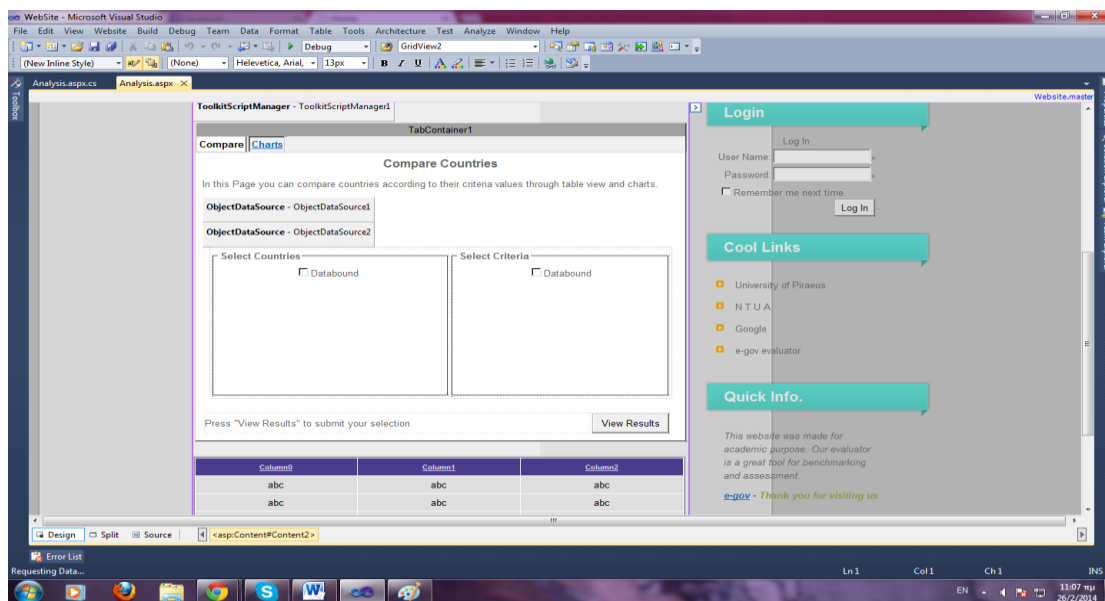 WebSite - Microsoft Visual Studio
File Edit View Website Build Debug Team Data Format Table Tools Architecture Test Analyze Window Help
Debug GridView2
(New Inline Style) (None) Helvetica, Arial, 13px B I U A
Analysis.aspx.cs Analysis.aspx
Toolbox
Website.master
ToolkitScriptManager - ToolkitScriptManager1
TabContainer1
Compare Charts
Compare Countries
In this Page you can compare countries according to their criteria values through table view and charts.
ObjectDataSource - ObjectDataSource1
ObjectDataSource - ObjectDataSource2
Select Countries
Databound
Select Criteria
Databound
Press "View Results" to submit your selection
View Results
Column0 Column1 Column2
abc abc abc
abc abc abc
Login
Log In
User Name:
Password:
Remember me next time.
Log In
Cool Links
University of Piraeus
N T U A
Google
e-gov evaluator
Quick Info.
This website was made for
academic purpose. Our evaluator
is a great tool for benchmarking
and assessment.
e-gov - Thank you for visiting us
Design Split Source <asp:Content#Content2>
Error List
Requesting Data... Ln 1 Col 1 Ch 1 INS
EN 11:07 πμ
26/2/2014